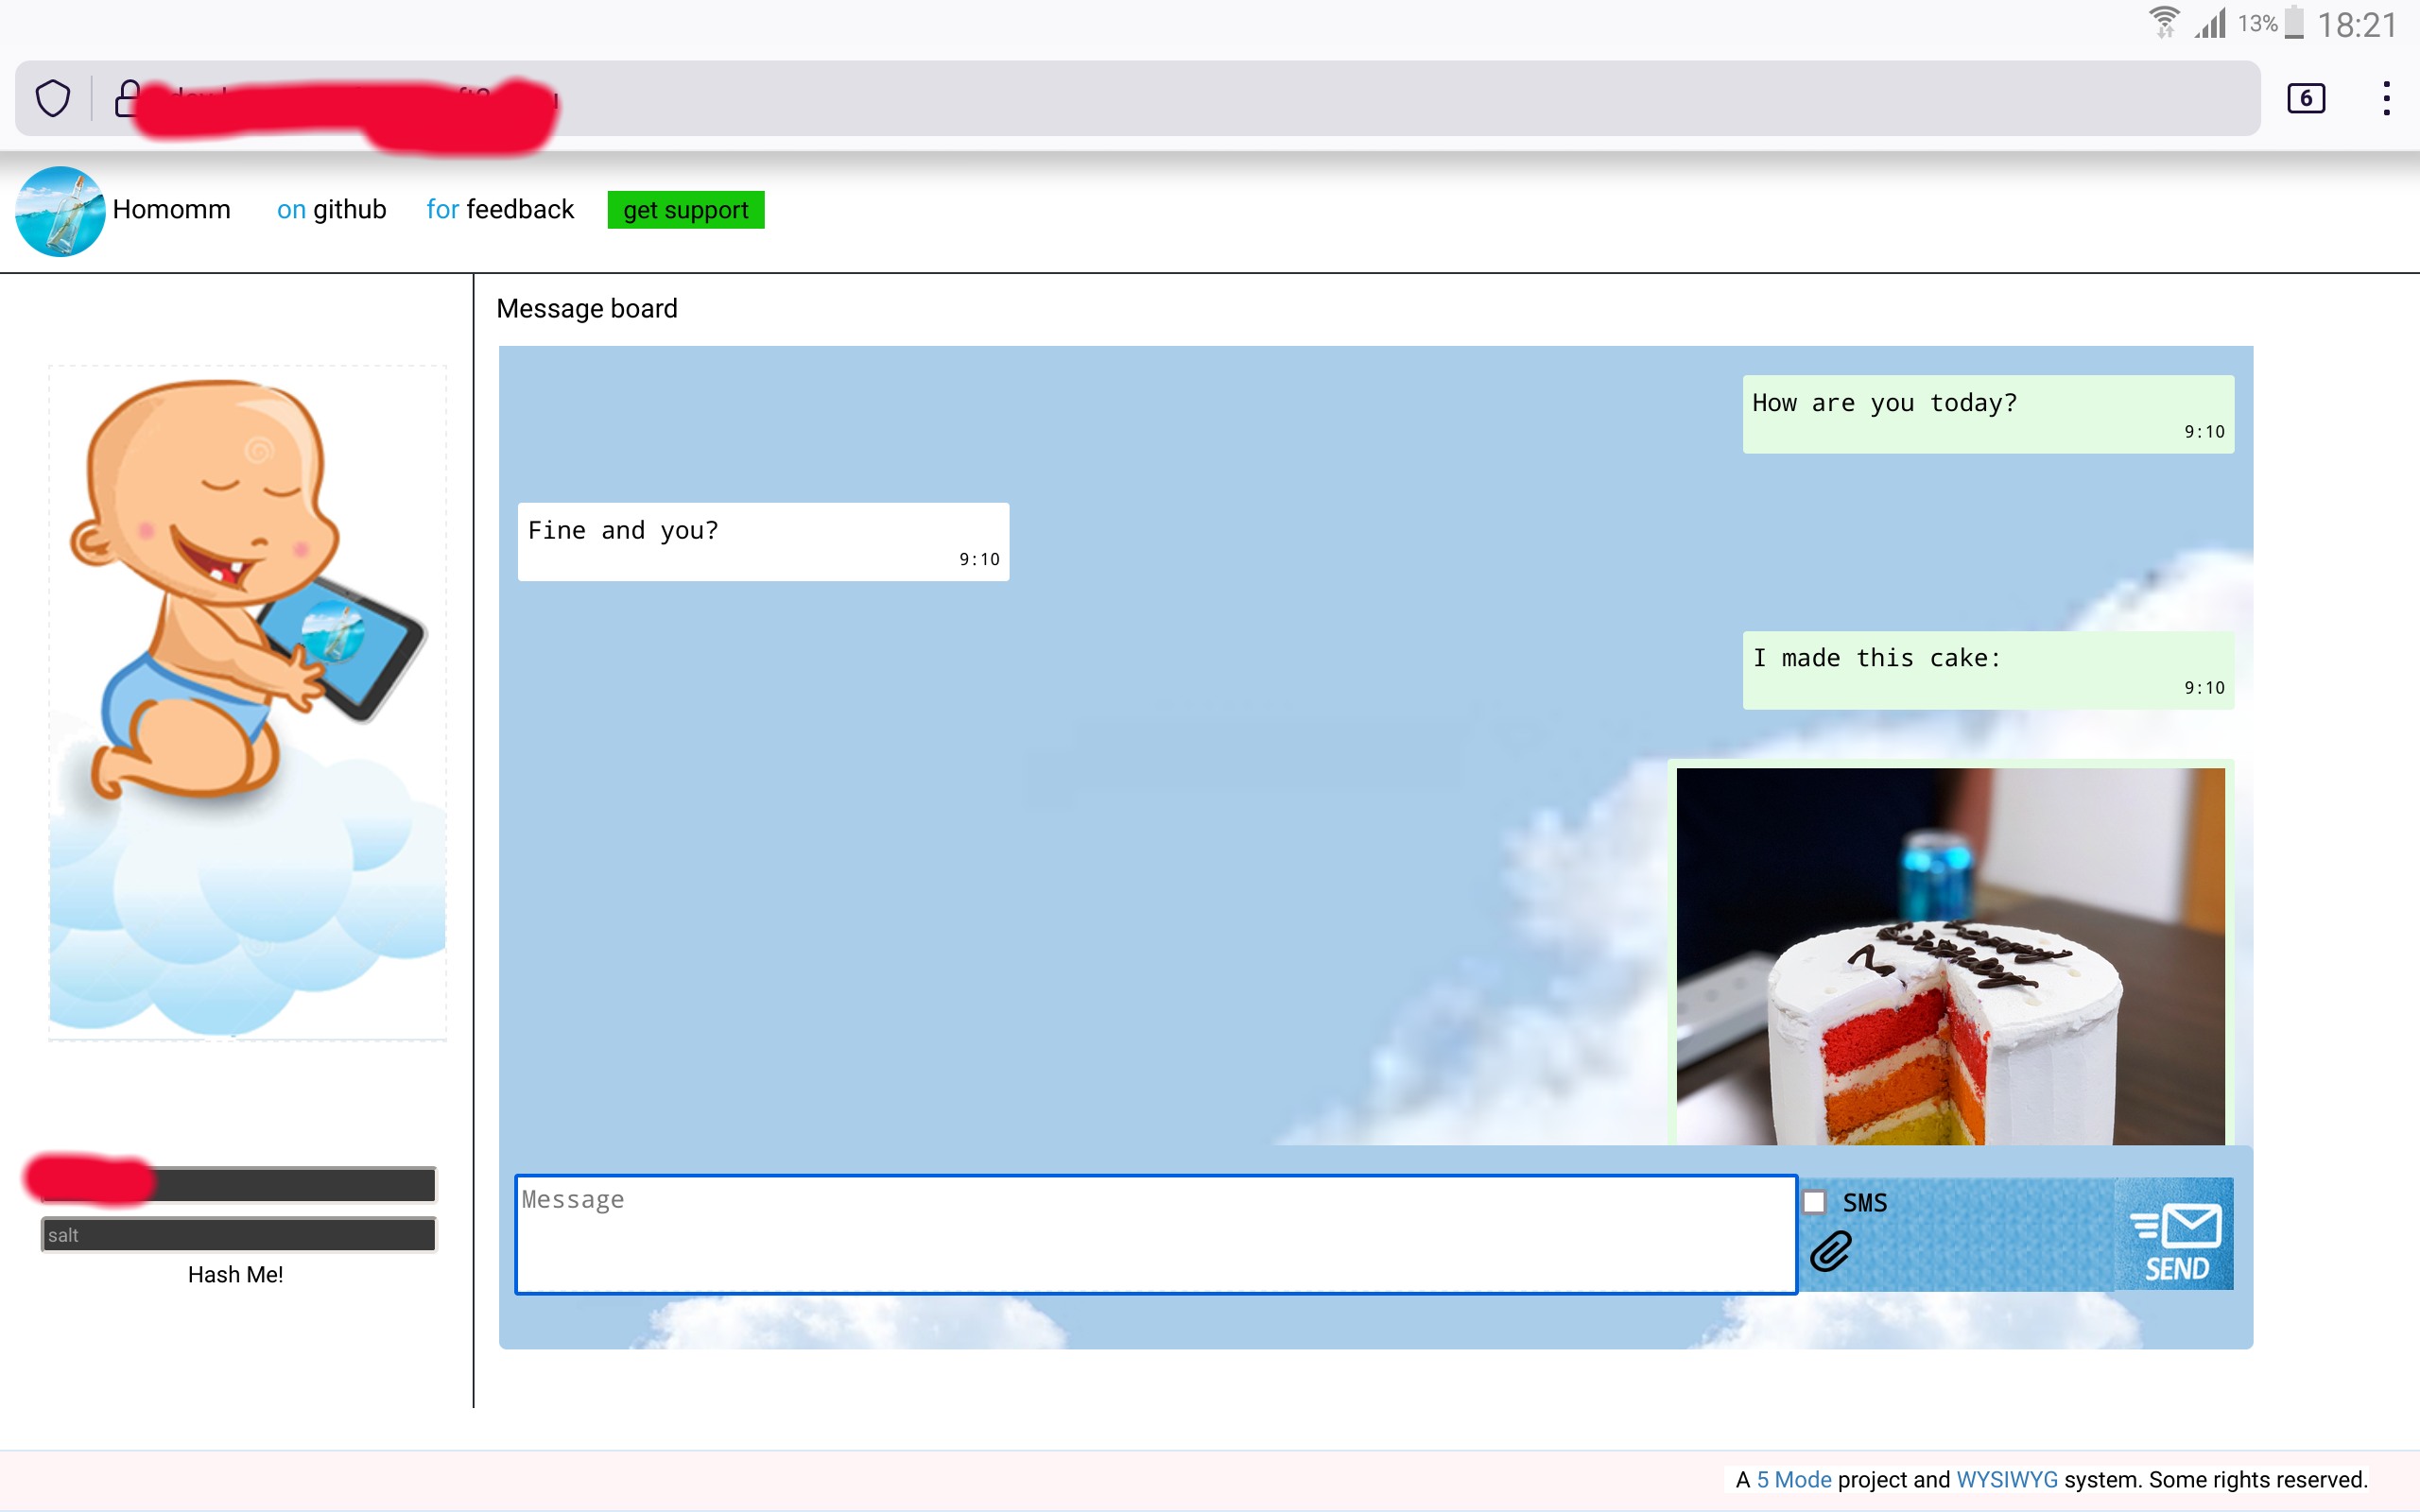 13% 18:21
6
Homomm on github for feedback get support
Message board
How are you today?
9:10
Fine and you?
9:10
I made this cake:
9:10
Message
SMS
SEND
salt
Hash Me!
A 5 Mode project and WYSIWYG system. Some rights reserved.